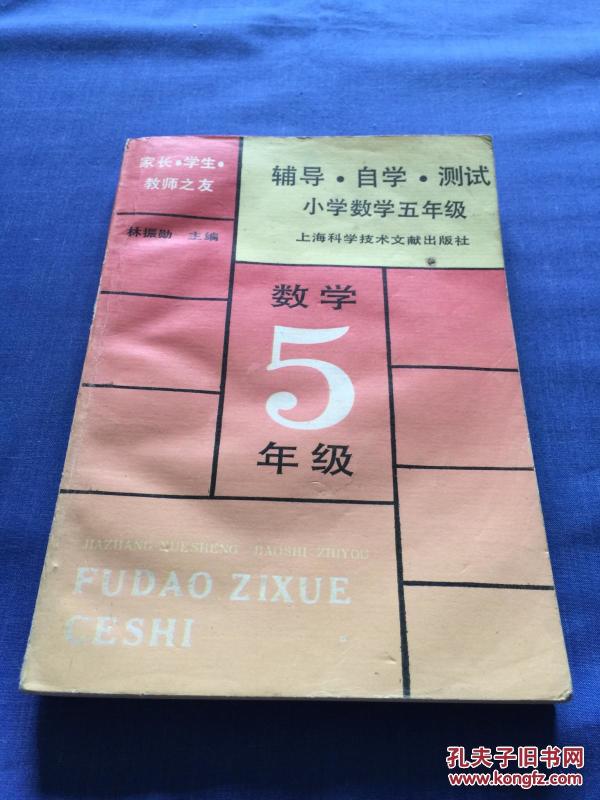 家长·学生·
教师之友
林振勋 主编
辅导·自学·测试
小学数学五年级
上海科学技术文献出版社
数学
5
年级
JIAZHANG XUESHENG JIAOSHI ZHIYOU
FUDAO ZIXUE
CESHI
孔夫子旧书网
www.kongfz.com